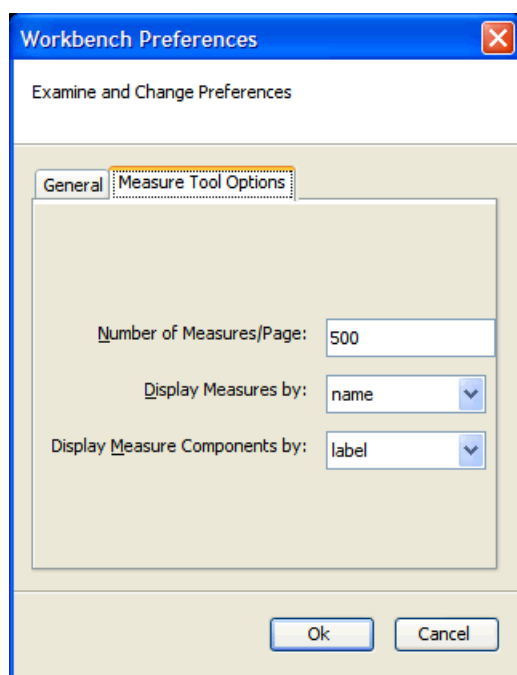 Workbench Preferences
Examine and Change Preferences
General Measure Tool Options
Number of Measures/Page: 500
Display Measures by: name
Display Measure Components by: label
Ok Cancel